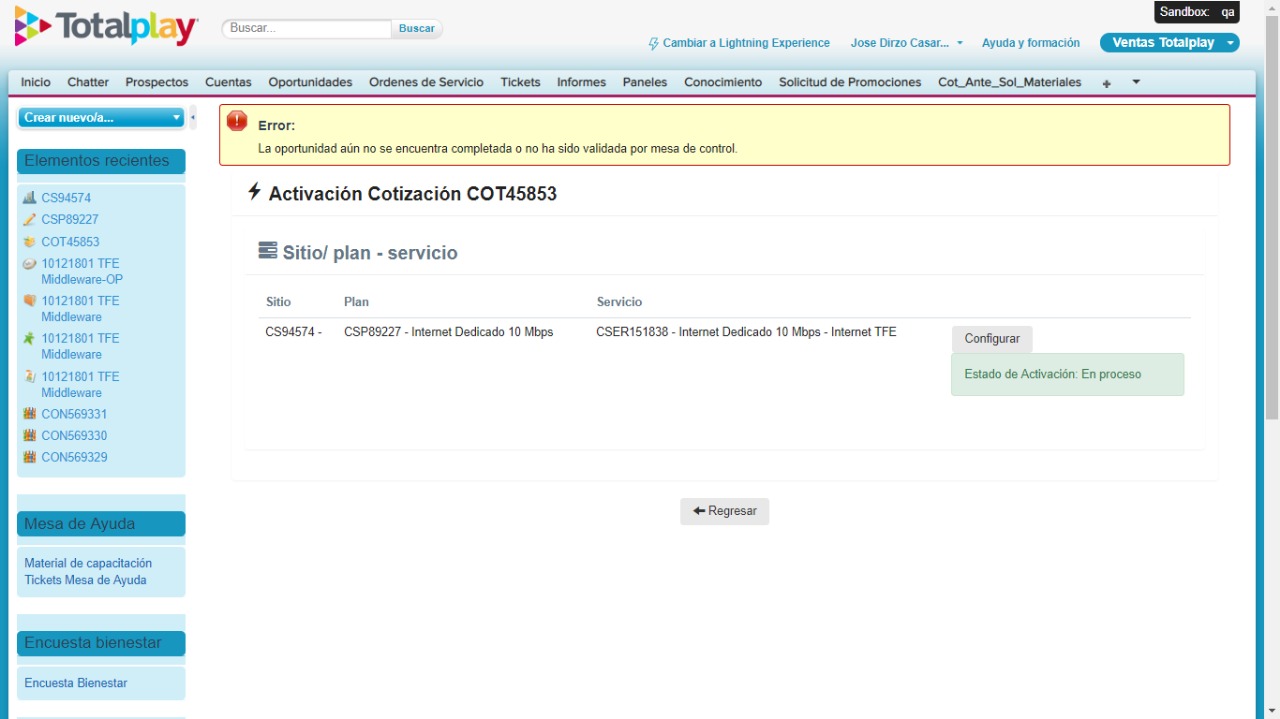 Sandbox: qa
Totalplay
Buscar...
Buscar
Cambiar a Lightning Experience
Jose Dirzo Casar...
Ayuda y formación
Ventas Totalplay
Inicio Chatter Prospectos Cuentas Oportunidades Ordenes de Servicio Tickets Informes Paneles Conocimiento Solicitud de Promociones Cot_Ante_Sol_Materiales +
Crear nuevo/a...
Elementos recientes
CS94574
CSP89227
COT45853
10121801 TFE
Middleware-OP
10121801 TFE
Middleware
10121801 TFE
Middleware
10121801 TFE
Middleware
CON569331
CON569330
CON569329
Mesa de Ayuda
Material de capacitación
Tickets Mesa de Ayuda
Encuesta bienestar
Encuesta Bienestar
Error:
La oportunidad aún no se encuentra completada o no ha sido validada por mesa de control.
Activación Cotización COT45853
Sitio/ plan - servicio
Sitio Plan Servicio
CS94574 - CSP89227 - Internet Dedicado 10 Mbps CSER151838 - Internet Dedicado 10 Mbps - Internet TFE
Configurar
Estado de Activación: En proceso
Regresar